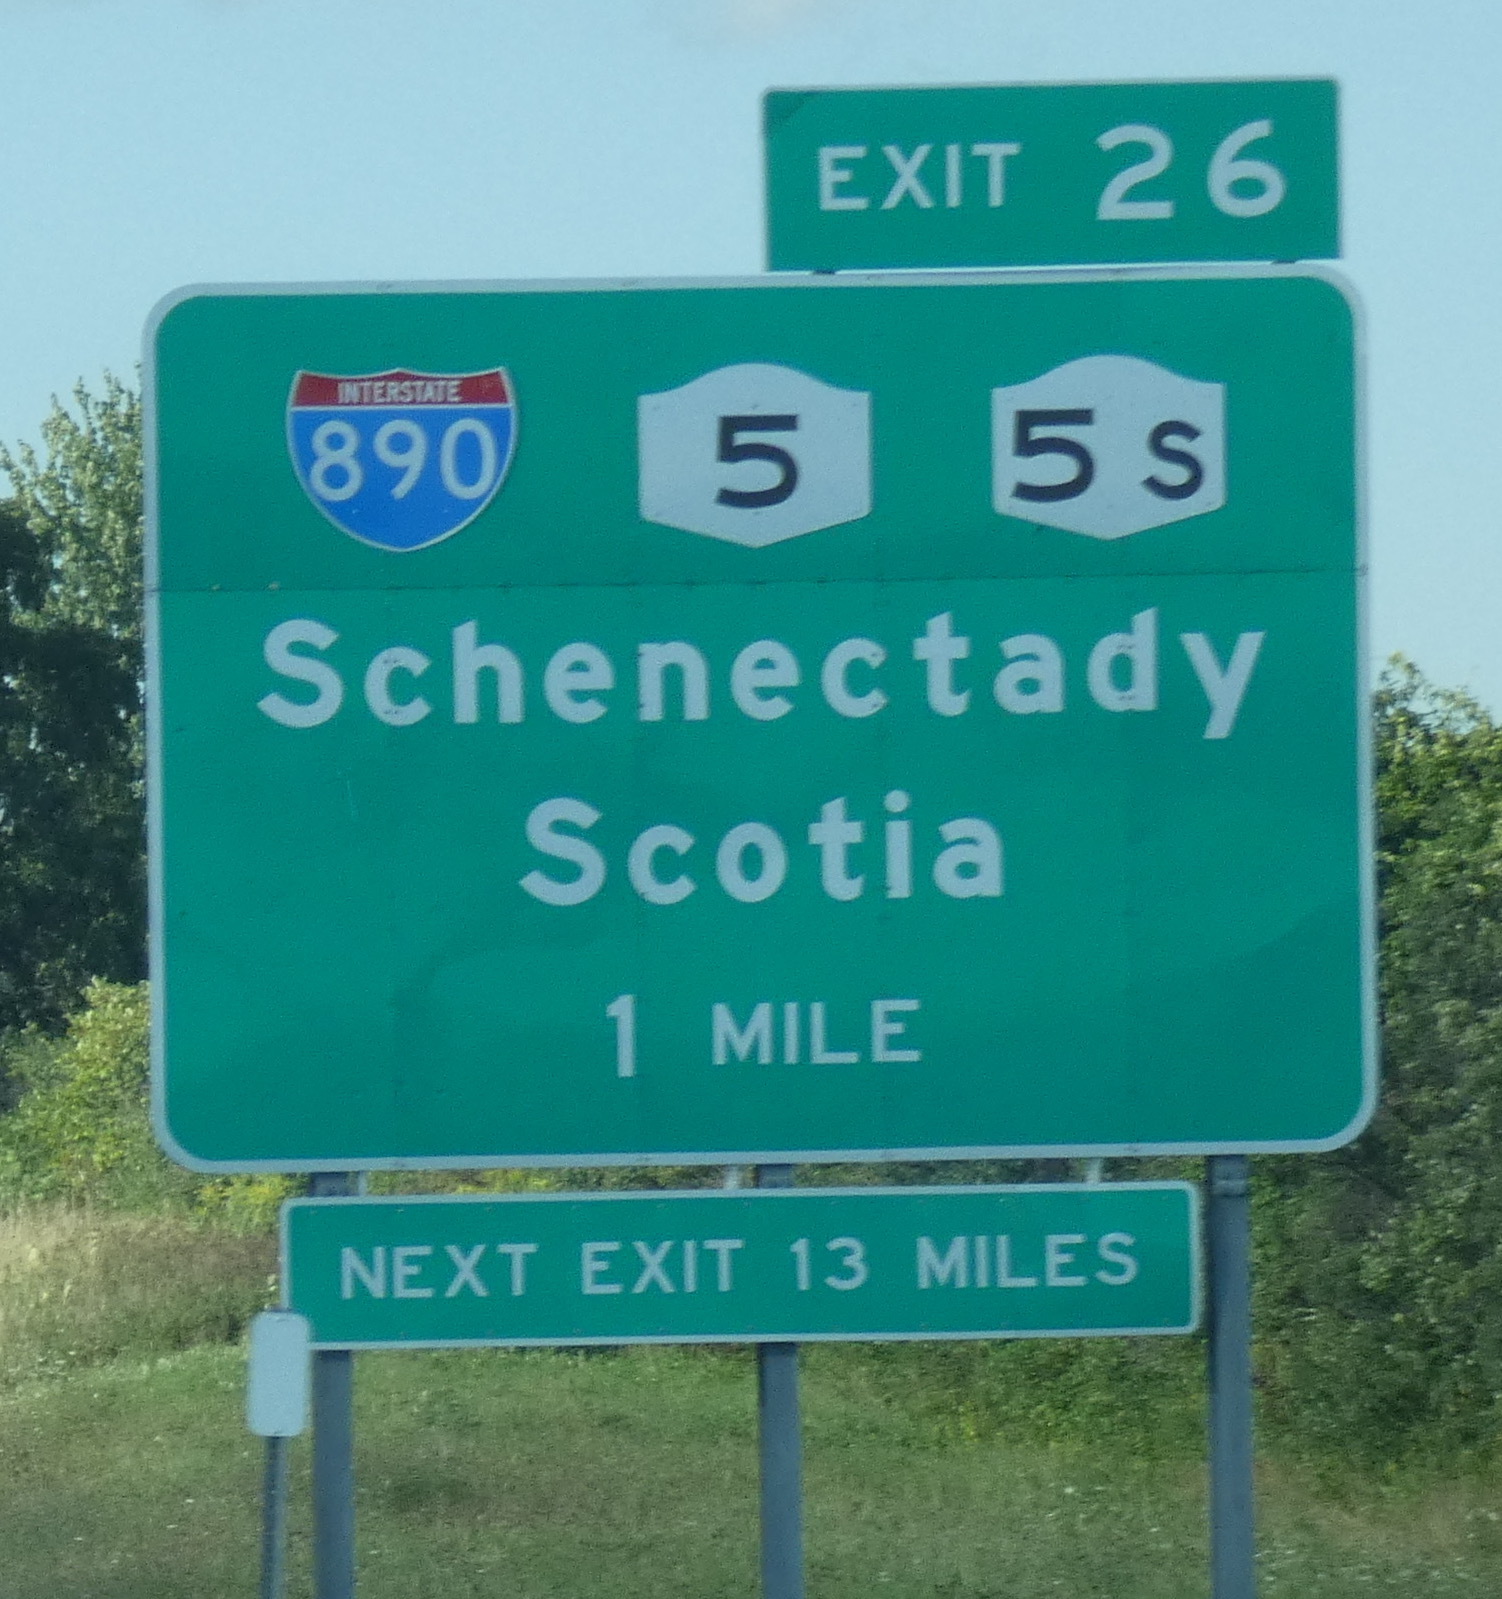 EXIT 26
INTERSTATE
890
5
5 S
Schenectady
Scotia
1 MILE
NEXT EXIT 13 MILES